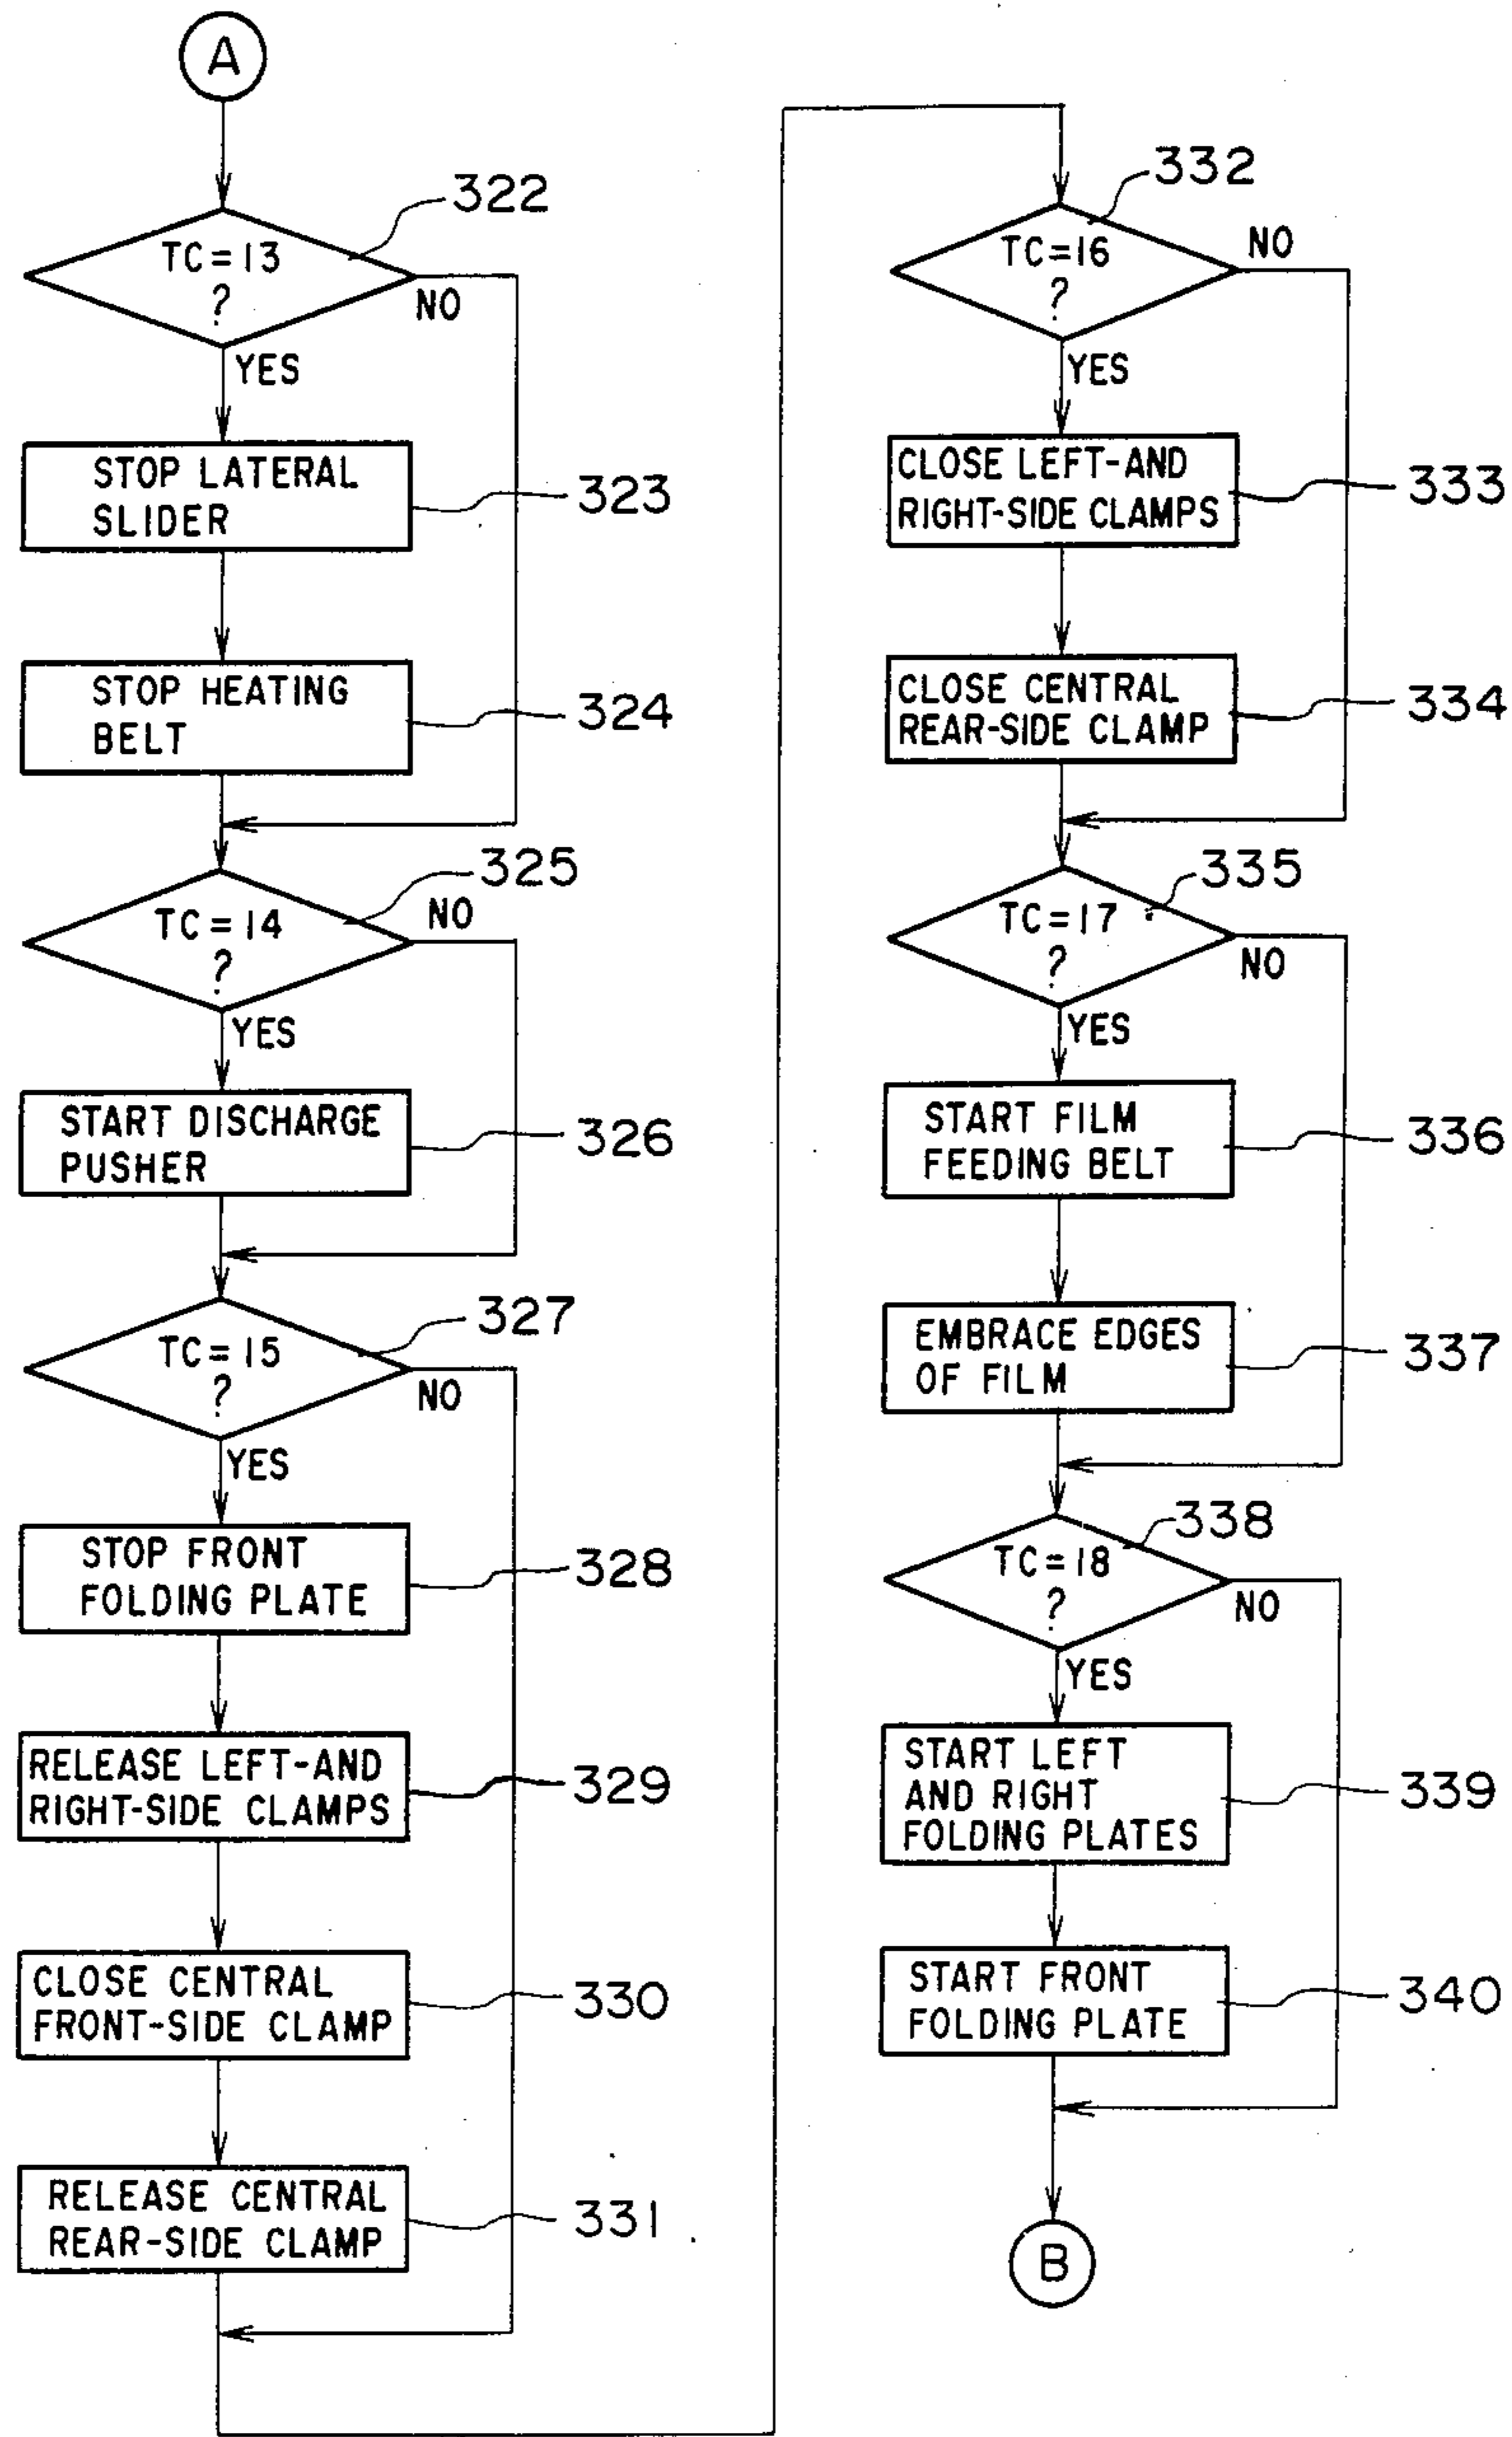 A
322
TC=13
?
NO
YES
STOP LATERAL
SLIDER
323
STOP HEATING
BELT
324
325
TC=14
?
NO
YES
START DISCHARGE
PUSHER
326
327
TC=15
?
NO
YES
STOP FRONT
FOLDING PLATE
328
RELEASE LEFT-AND
RIGHT-SIDE CLAMPS
329
CLOSE CENTRAL
FRONT-SIDE CLAMP
330
RELEASE CENTRAL
REAR-SIDE CLAMP
331
332
TC=16
?
NO
YES
CLOSE LEFT-AND
RIGHT-SIDE CLAMPS
333
CLOSE CENTRAL
REAR-SIDE CLAMP
334
335
TC=17
?
NO
YES
START FILM
FEEDING BELT
336
EMBRACE EDGES
OF FILM
337
338
TC=18
?
NO
YES
START LEFT
AND RIGHT
FOLDING PLATES
339
START FRONT
FOLDING PLATE
340
B